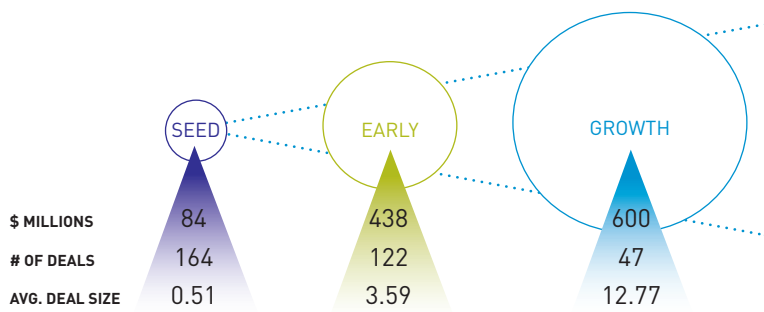 SEED EARLY GROWTH
$ MILLIONS 84 438 600
# OF DEALS 164 122 47
AVG. DEAL SIZE 0.51 3.59 12.77